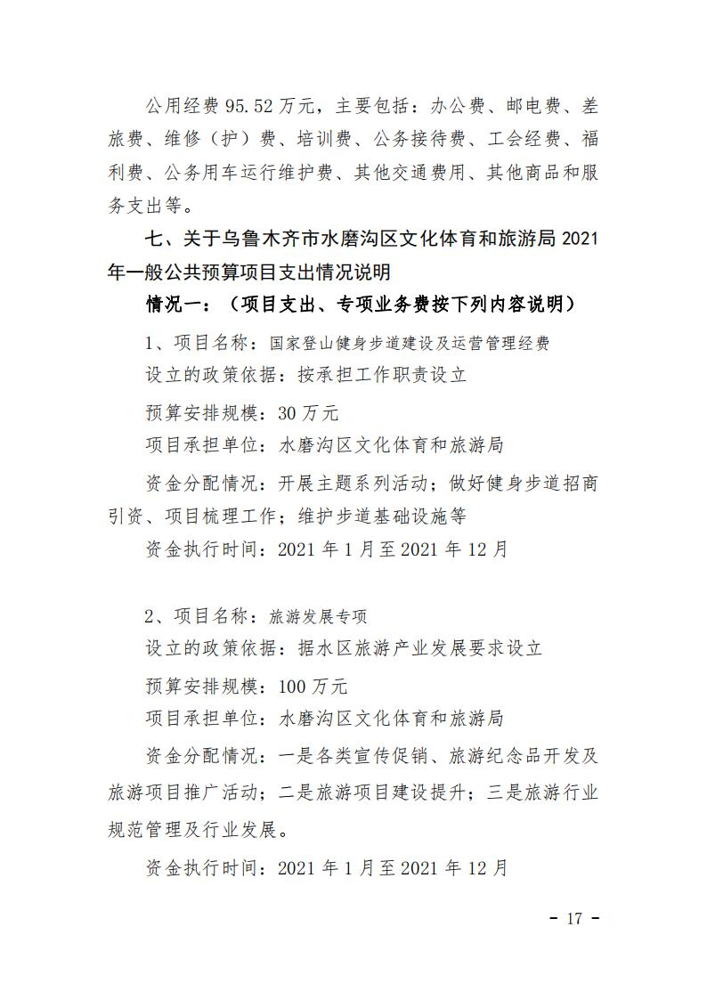 公用经费 95.52 万元，主要包括：办公费、邮电费、差
旅费、维修（护）费、培训费、公务接待费、工会经费、福
利费、公务用车运行维护费、其他交通费用、其他商品和服
务支出等。
七、关于乌鲁木齐市水磨沟区文化体育和旅游局 2021
年一般公共预算项目支出情况说明
情况一：（项目支出、专项业务费按下列内容说明）
1、项目名称：国家登山健身步道建设及运营管理经费
设立的政策依据：按承担工作职责设立
预算安排规模：30 万元
项目承担单位：水磨沟区文化体育和旅游局
资金分配情况：开展主题系列活动；做好健身步道招商
引资、项目梳理工作；维护步道基础设施等
资金执行时间：2021 年 1 月至 2021 年 12 月
2、项目名称：旅游发展专项
设立的政策依据：据水区旅游产业发展要求设立
预算安排规模：100 万元
项目承担单位：水磨沟区文化体育和旅游局
资金分配情况：一是各类宣传促销、旅游纪念品开发及
旅游项目推广活动；二是旅游项目建设提升；三是旅游行业
规范管理及行业发展。
资金执行时间：2021 年 1 月至 2021 年 12 月
- 17 -